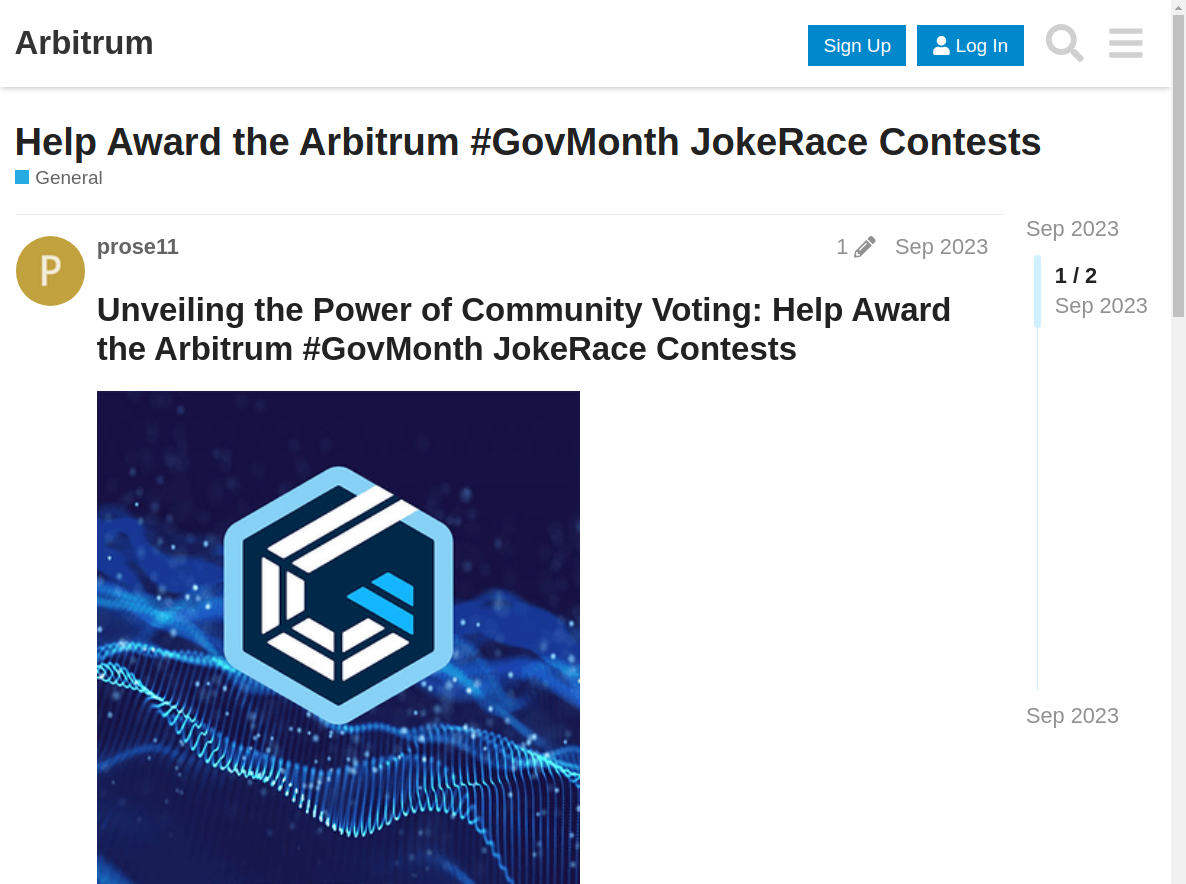 Arbitrum
Sign Up
Log In
Help Award the Arbitrum #GovMonth JokeRace Contests
General
P
prose11
1
Sep 2023
Unveiling the Power of Community Voting: Help Award
the Arbitrum #GovMonth JokeRace Contests
Sep 2023
1 / 2
Sep 2023
Sep 2023